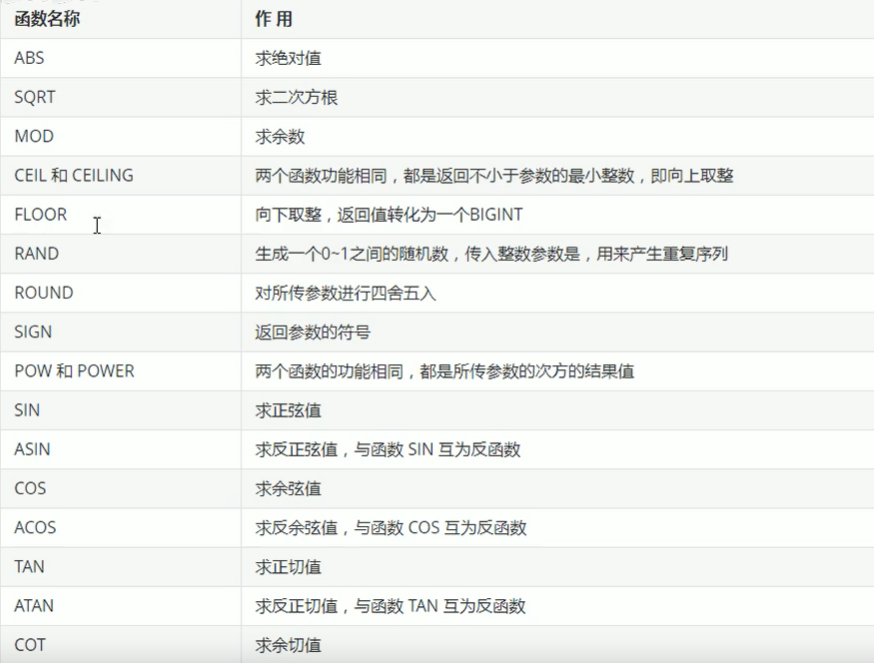 函数名称 作 用
ABS 求绝对值
SQRT 求二次方根
MOD 求余数
CEIL 和 CEILING 两个函数功能相同，都是返回不小于参数的最小整数，即向上取整
FLOOR 向下取整，返回值转化为一个BIGINT
RAND 生成一个0~1之间的随机数，传入整数参数是，用来产生重复序列
ROUND 对所传参数进行四舍五入
SIGN 返回参数的符号
POW 和 POWER 两个函数的功能相同，都是所传参数的次方的结果值
SIN 求正弦值
ASIN 求反正弦值，与函数 SIN 互为反函数
COS 求余弦值
ACOS 求反余弦值，与函数 COS 互为反函数
TAN 求正切值
ATAN 求反正切值，与函数 TAN 互为反函数
COT 求余切值